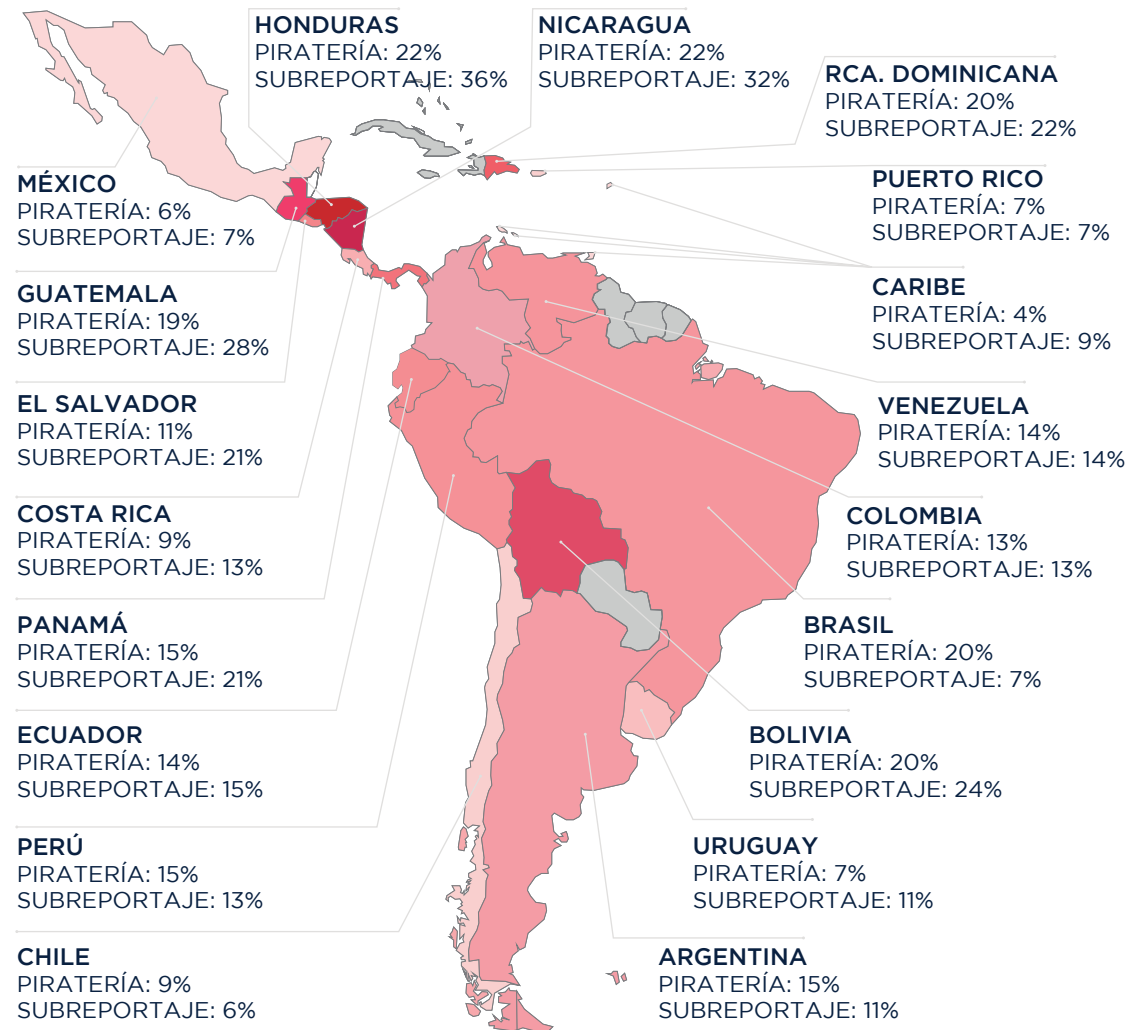 HONDURAS
PIRATERÍA: 22%
SUBREPORTAJE: 36%
NICARAGUA
PIRATERÍA: 22%
SUBREPORTAJE: 32%
RCA. DOMINICANA
PIRATERÍA: 20%
SUBREPORTAJE: 22%
MÉXICO
PIRATERÍA: 6%
SUBREPORTAJE: 7%
PUERTO RICO
PIRATERÍA: 7%
SUBREPORTAJE: 7%
GUATEMALA
PIRATERÍA: 19%
SUBREPORTAJE: 28%
CARIBE
PIRATERÍA: 4%
SUBREPORTAJE: 9%
EL SALVADOR
PIRATERÍA: 11%
SUBREPORTAJE: 21%
VENEZUELA
PIRATERÍA: 14%
SUBREPORTAJE: 14%
COSTA RICA
PIRATERÍA: 9%
SUBREPORTAJE: 13%
COLOMBIA
PIRATERÍA: 13%
SUBREPORTAJE: 13%
PANAMÁ
PIRATERÍA: 15%
SUBREPORTAJE: 21%
BRASIL
PIRATERÍA: 20%
SUBREPORTAJE: 7%
ECUADOR
PIRATERÍA: 14%
SUBREPORTAJE: 15%
BOLIVIA
PIRATERÍA: 20%
SUBREPORTAJE: 24%
PERÚ
PIRATERÍA: 15%
SUBREPORTAJE: 13%
URUGUAY
PIRATERÍA: 7%
SUBREPORTAJE: 11%
CHILE
PIRATERÍA: 9%
SUBREPORTAJE: 6%
ARGENTINA
PIRATERÍA: 15%
SUBREPORTAJE: 11%